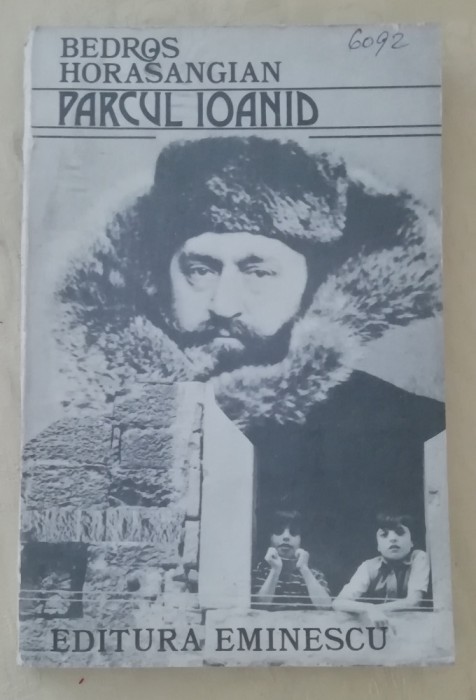 BEDROS
HORASANGIAN
6092
PARCUL IOANID
EDITURA EMINESCU